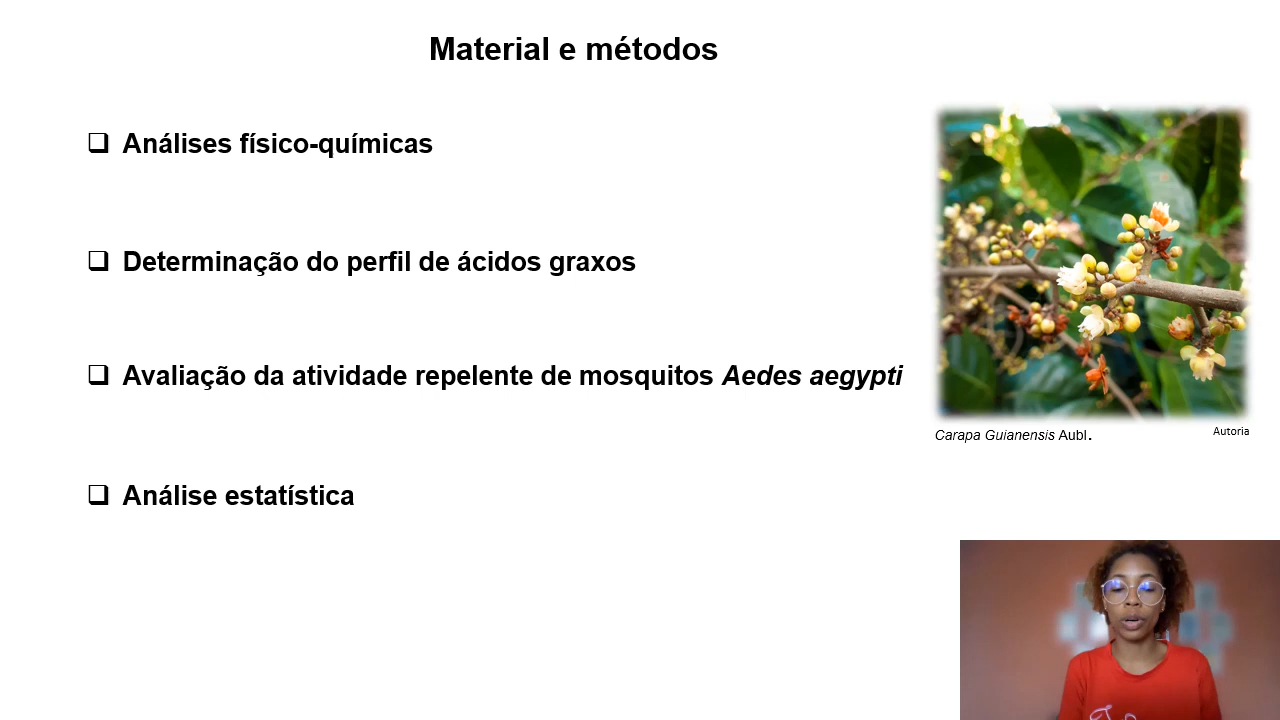 Material e métodos
❑ Análises físico-químicas
❑ Determinação do perfil de ácidos graxos
❑ Avaliação da atividade repelente de mosquitos Aedes aegypti
❑ Análise estatística
Carapa Guianensis Aubl.
Autoria